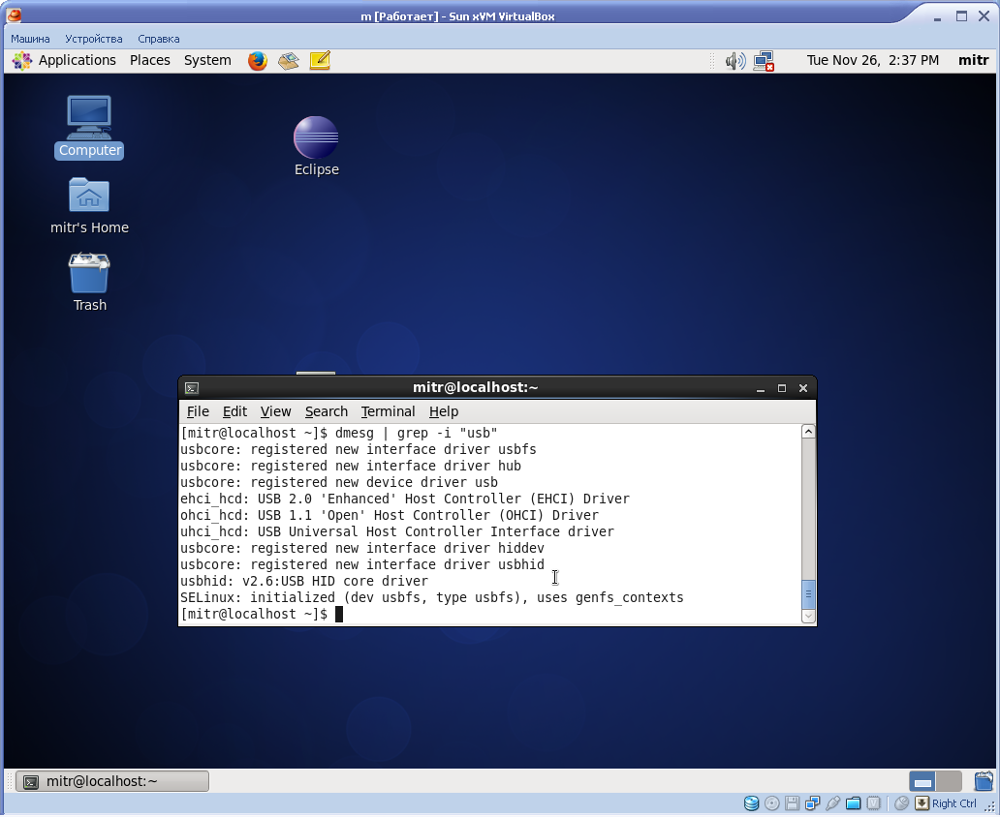 m [Работает] - Sun xVM VirtualBox
Машина Устройства Справка
Applications Places System Tue Nov 26, 2:37 PM mitr
Computer
Eclipse
mitr's Home
Trash
mitr@localhost:~
File Edit View Search Terminal Help
[mitr@localhost ~]$ dmesg | grep -i "usb"
usbcore: registered new interface driver usbfs
usbcore: registered new interface driver hub
usbcore: registered new device driver usb
ehci_hcd: USB 2.0 'Enhanced' Host Controller (EHCI) Driver
ohci_hcd: USB 1.1 'Open' Host Controller (OHCI) Driver
uhci_hcd: USB Universal Host Controller Interface driver
usbcore: registered new interface driver hiddev
usbcore: registered new interface driver usbhid
usbhid: v2.6:USB HID core driver
SELinux: initialized (dev usbfs, type usbfs), uses genfs_contexts
[mitr@localhost ~]$
mitr@localhost:~
Right Ctrl